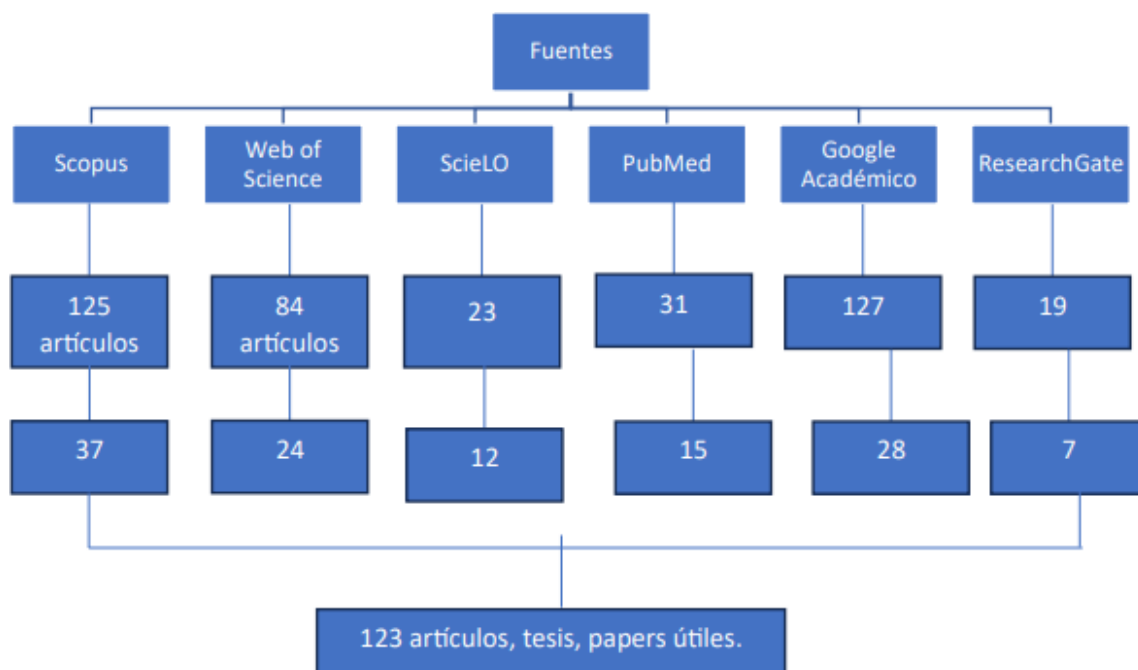 Fuentes
Scopus
Web of
Science
ScieLO
PubMed
Google
Académico
ResearchGate
125
artículos
84
artículos
23
31
127
19
37
24
12
15
28
7
123 artículos, tesis, papers útiles.